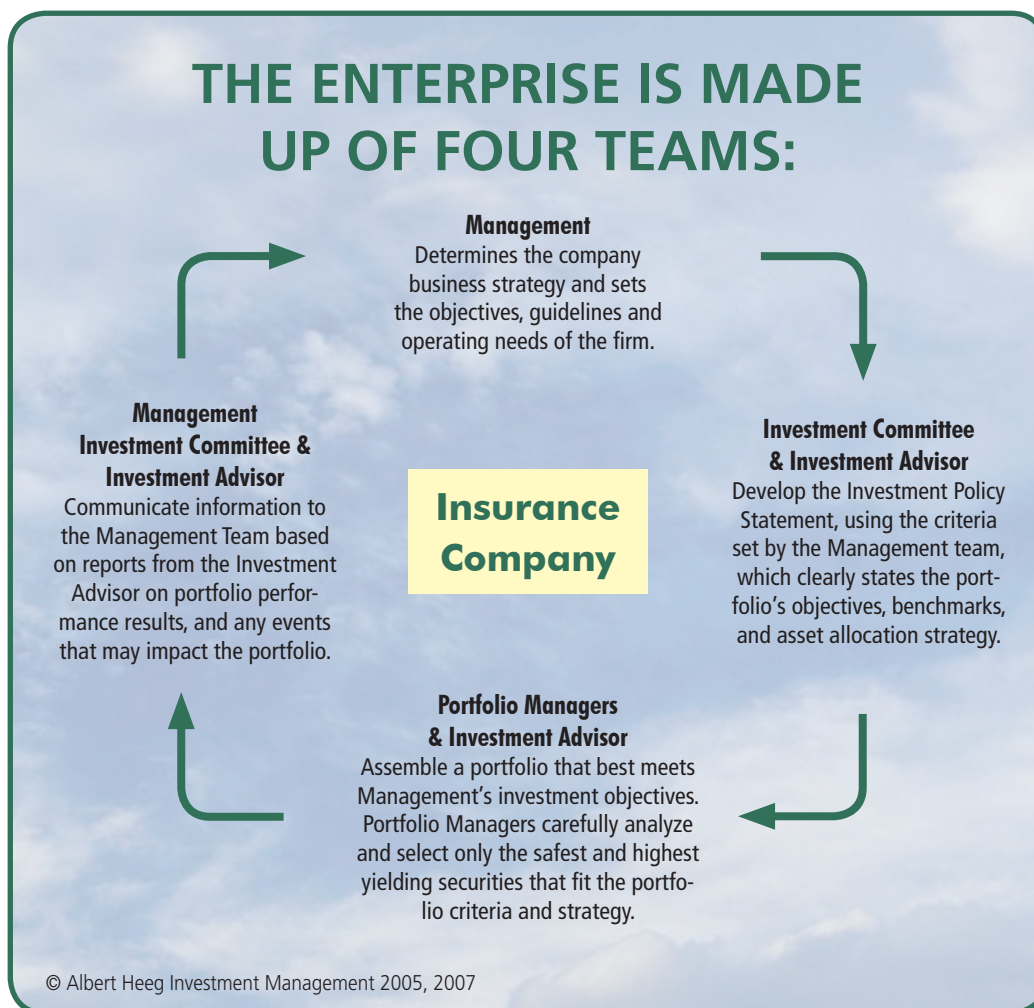 THE ENTERPRISE IS MADE
UP OF FOUR TEAMS:
Management
Determines the company
business strategy and sets
the objectives, guidelines and
operating needs of the firm.
Investment Committee
& Investment Advisor
Develop the Investment Policy
Statement, using the criteria
set by the Management team,
which clearly states the port-
folio's objectives, benchmarks,
and asset allocation strategy.
Portfolio Managers
& Investment Advisor
Assemble a portfolio that best meets
Management's investment objectives.
Portfolio Managers carefully analyze
and select only the safest and highest
yielding securities that fit the portfo-
lio criteria and strategy.
Management
Investment Committee &
Investment Advisor
Communicate information to
the Management Team based
on reports from the Investment
Advisor on portfolio perfor-
mance results, and any events
that may impact the portfolio.
Insurance
Company
© Albert Heeg Investment Management 2005, 2007